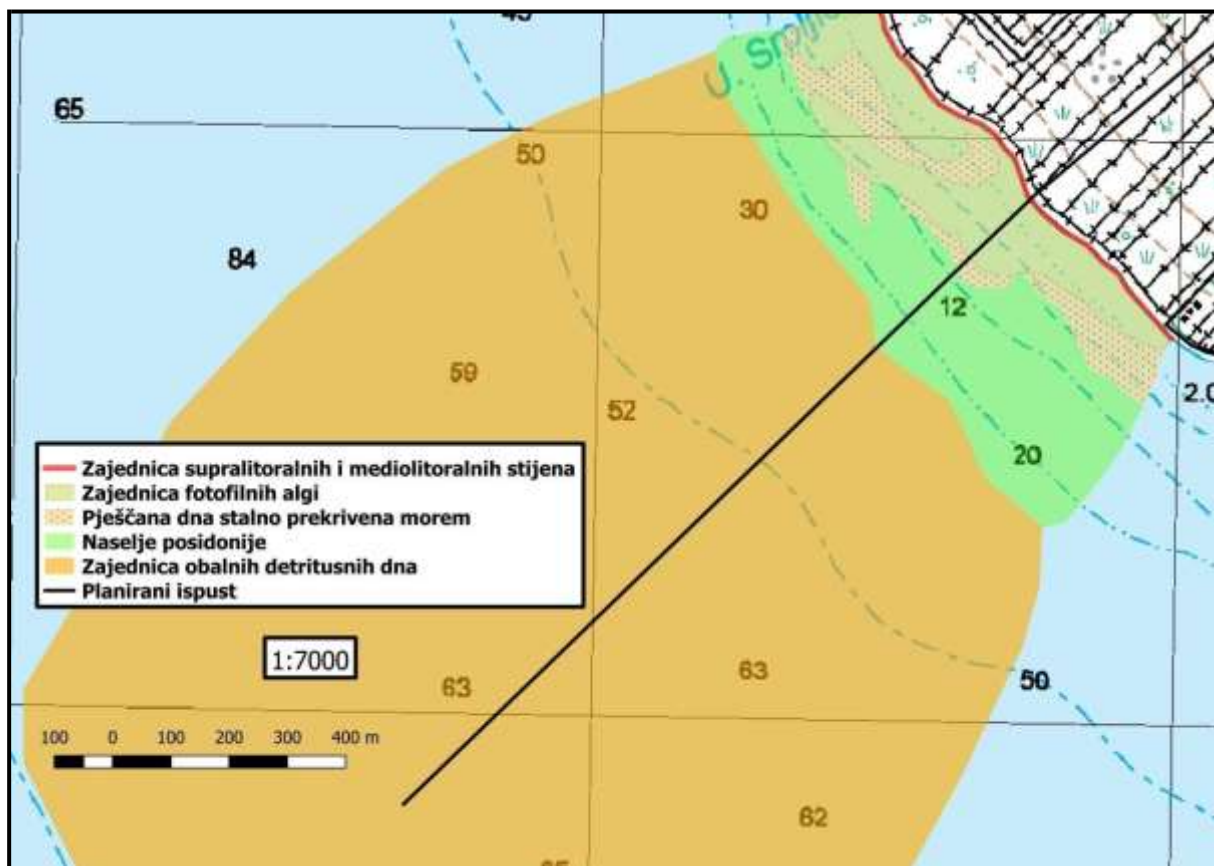 65
50
30
84
12
59
52
2.0
20
Zajednica supralitoralnih i mediolitoralnih stijena
Zajednica fotofilnih algi
Pješčana dna stalno prekrivena morem
Naselje posidonije
Zajednica obalnih detritusnih dna
Planirani ispust
1:7000
63
63
50
100 0 100 200 300 400 m
62